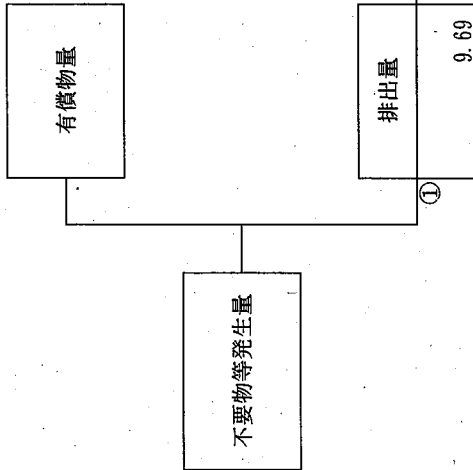 不要物等発生量
有償物量
排出量
①
9.69